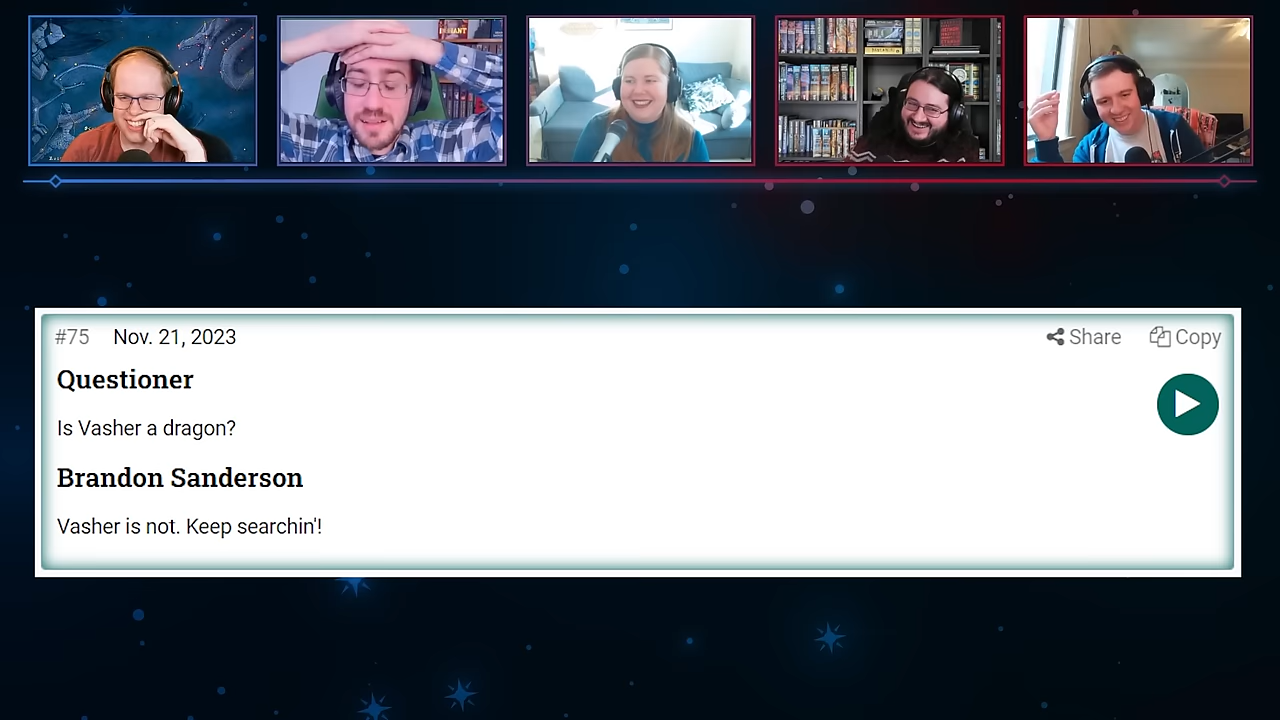 #75 Nov. 21, 2023 Share Copy
Questioner
Is Vasher a dragon?
Brandon Sanderson
Vasher is not. Keep searchin'!